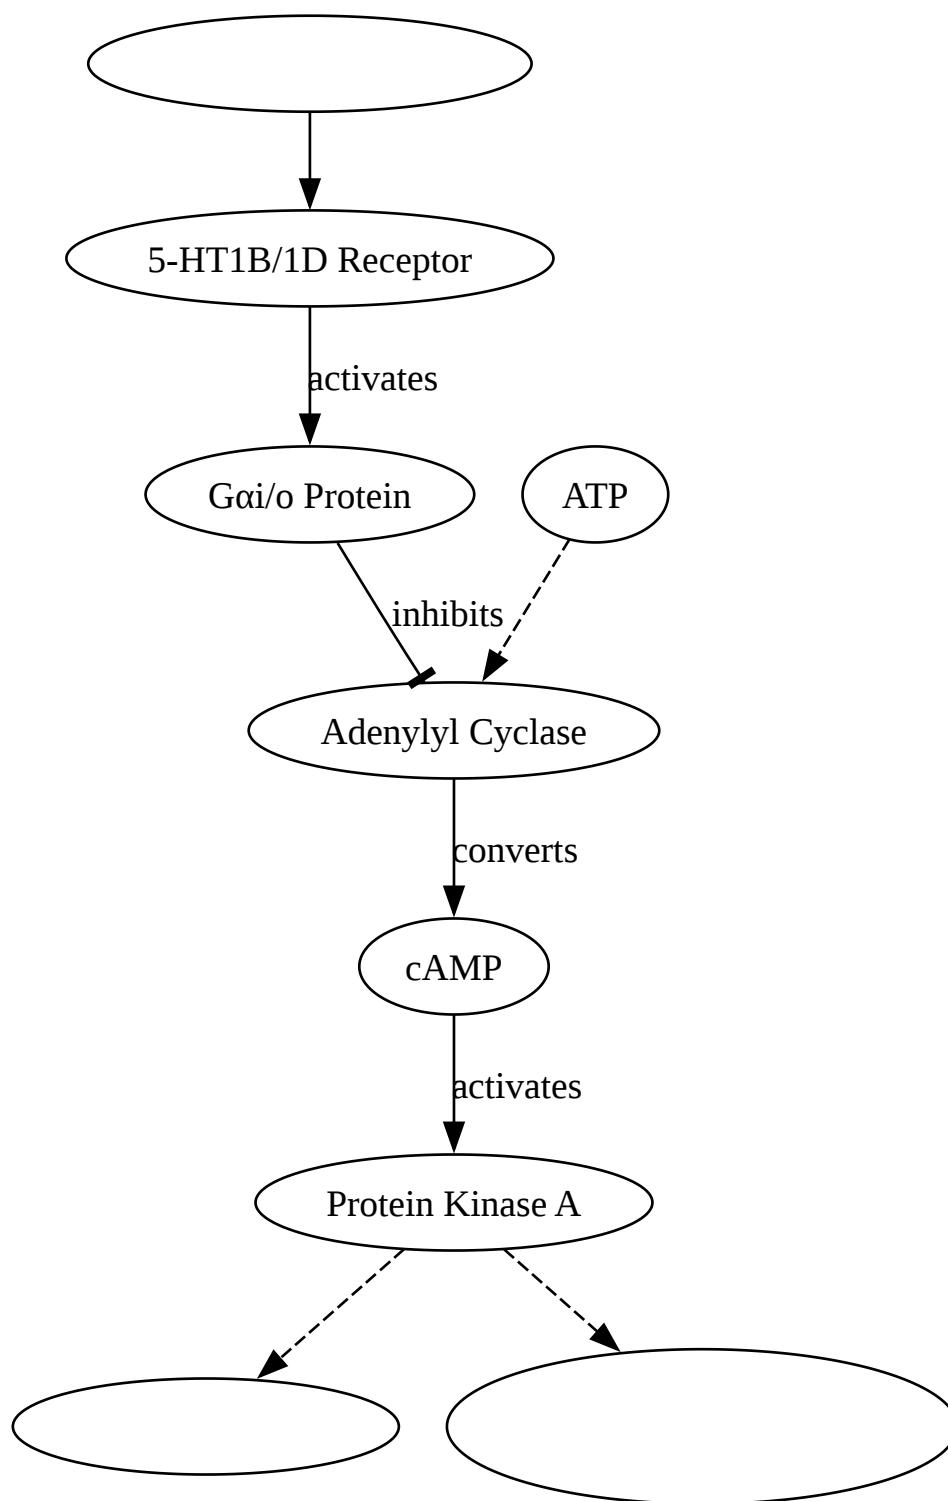 5-HT1B/1D Receptor
activates
Gαi/o Protein
ATP
inhibits
Adenylyl Cyclase
converts
cAMP
activates
Protein Kinase A